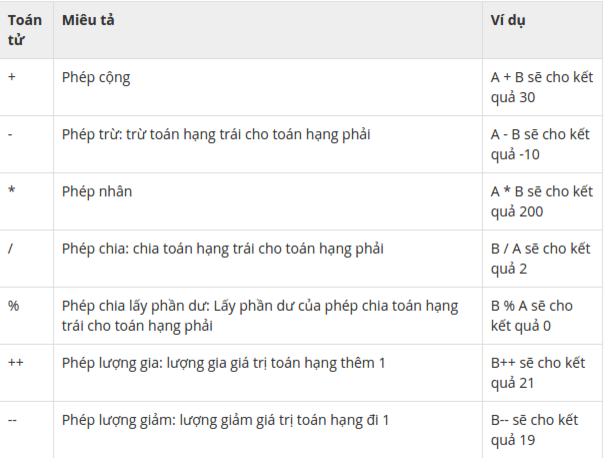 Toán Miêu tả Ví dụ
tử
+ Phép cộng A + B sẽ cho kết
quả 30
- Phép trừ: trừ toán hạng trái cho toán hạng phải A - B sẽ cho kết
quả -10
* Phép nhân A * B sẽ cho kết
quả 200
/ Phép chia: chia toán hạng trái cho toán hạng phải B / A sẽ cho kết
quả 2
% Phép chia lấy phần dư: Lấy phần dư của phép chia toán hạng B % A sẽ cho
trái cho toán hạng phải kết quả 0
++ Phép lượng gia: lượng gia giá trị toán hạng thêm 1 B++ sẽ cho kết
quả 21
-- Phép lượng giảm: lượng giảm giá trị toán hạng đi 1 B-- sẽ cho kết
quả 19